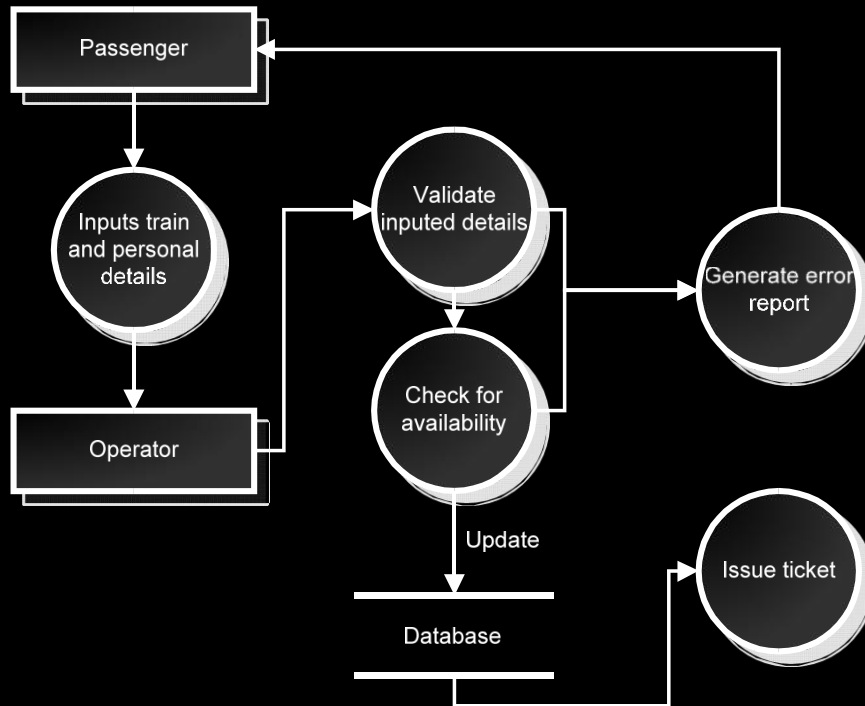 Passenger
Inputs train
and personal
details
Operator
Validate
inputed details
Check for
availability
Update
Database
Generate error
report
Issue ticket